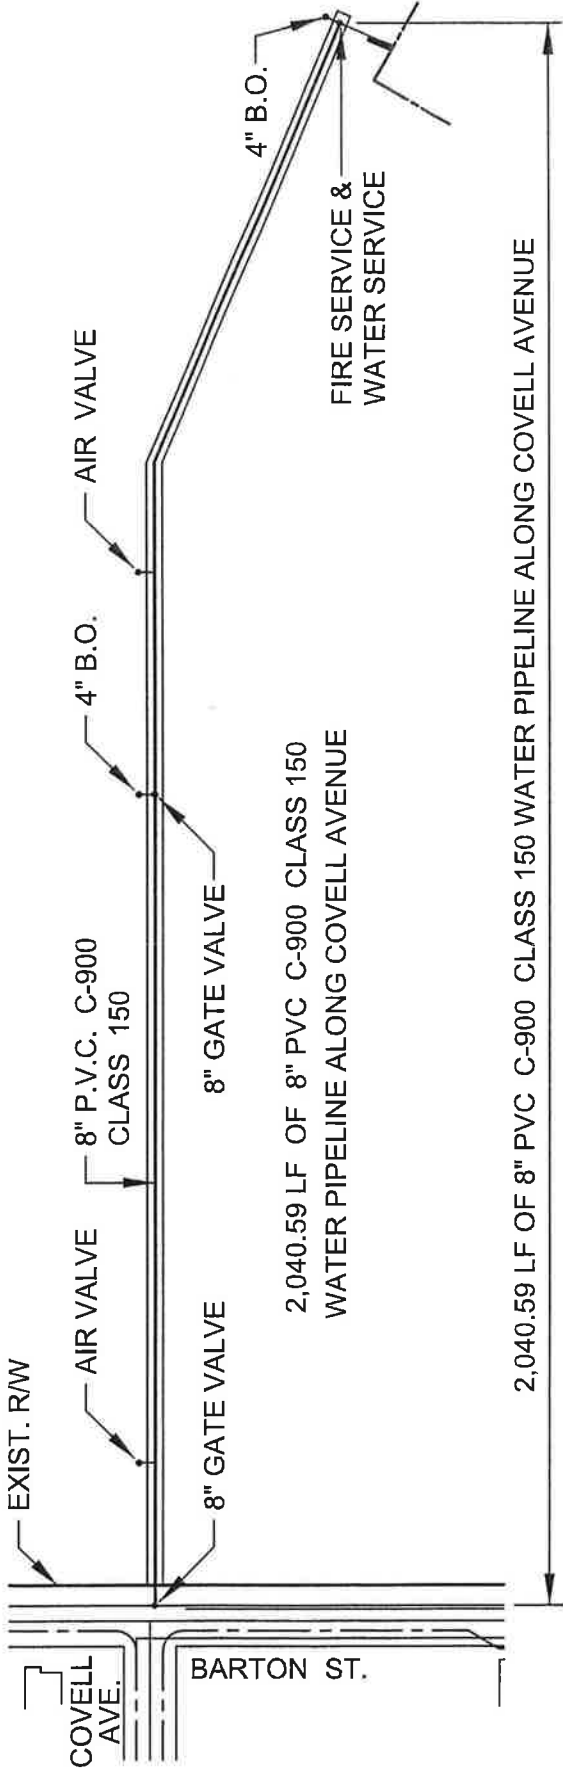 EXIST. R/W
AIR VALVE
8" P.V.C. C-900
CLASS 150
4" B.O.
AIR VALVE
4" B.O.
8" GATE VALVE
8" GATE VALVE
FIRE SERVICE &
WATER SERVICE
COVELL
AVE.
BARTON ST.
2,040.59 LF OF 8" PVC C-900 CLASS 150
WATER PIPELINE ALONG COVELL AVENUE
2,040.59 LF OF 8" PVC C-900 CLASS 150 WATER PIPELINE ALONG COVELL AVENUE